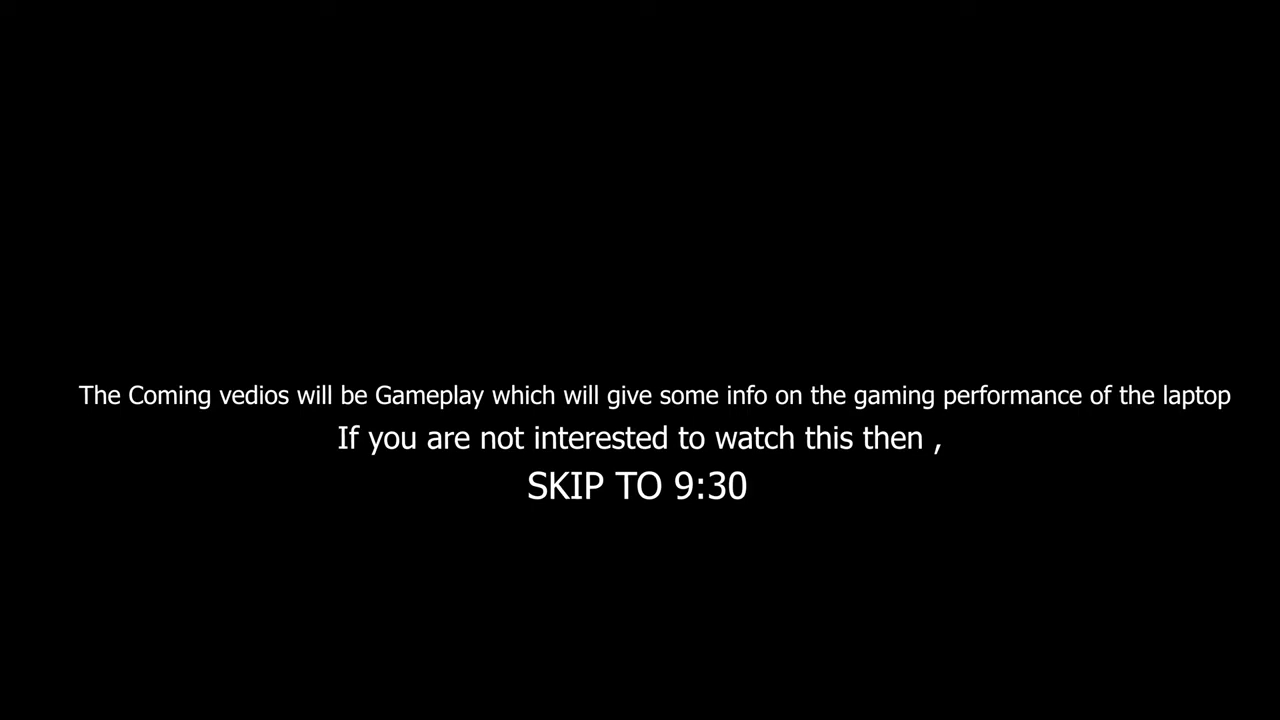 The Coming vedios will be Gameplay which will give some info on the gaming performance of the laptop
If you are not interested to watch this then ,
SKIP TO 9:30